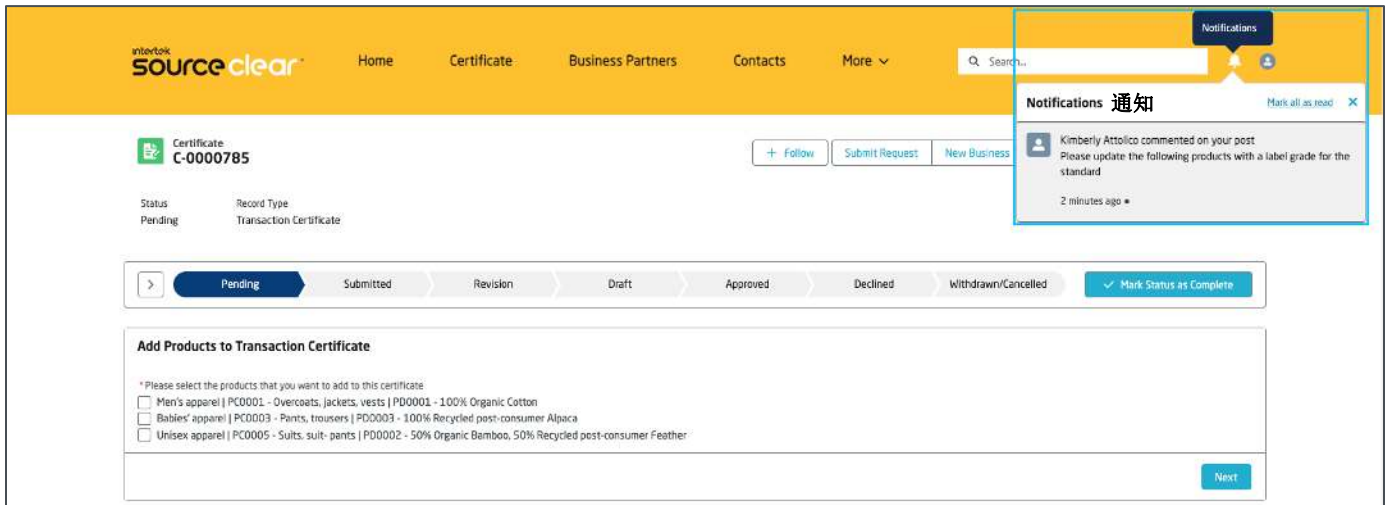 Notifications
intertek
source clear
Home Certificate Business Partners Contacts More Search...
Notifications 通知 Mark all as read
Certificate
C-0000785
+ Follow Submit Request New Business
Kimberly Attolico commented on your post
Please update the following products with a label grade for the
standard
2 minutes ago •
Status Record Type
Pending Transaction Certificate
Pending Submitted Revision Draft Approved Declined Withdrawn/Cancelled Mark Status as Complete
Add Products to Transaction Certificate
*Please select the products that you want to add to this certificate
Men's apparel | PC0001 - Overcoats, jackets, vests | PD0001 - 100% Organic Cotton
Babies' apparel | PC0003 - Pants, trousers | PD0003 - 100% Recycled post-consumer Alpaca
Unisex apparel | PC0005 - Suits, suit- pants | PD0002 - 50% Organic Bamboo, 50% Recycled post-consumer Feather
Next